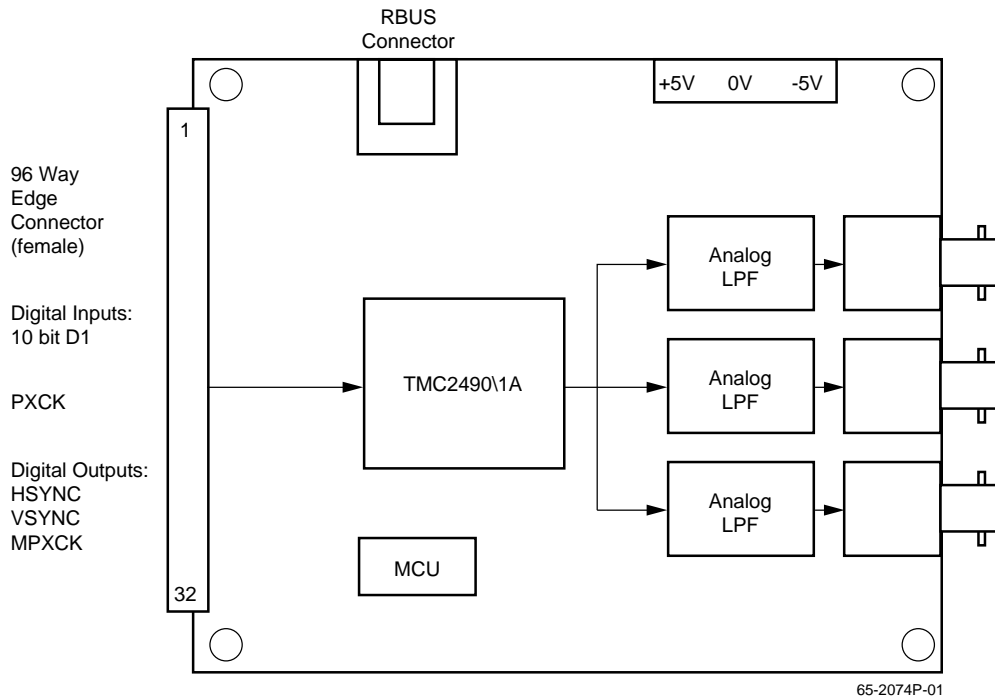 RBUS
Connector
+5V 0V -5V
1
96 Way
Edge
Connector
(female)
Digital Inputs:
10 bit D1
PXCK
Digital Outputs:
HSYNC
VSYNC
MPXCK
32
TMC2490\1A
MCU
Analog
LPF
Analog
LPF
Analog
LPF
65-2074P-01